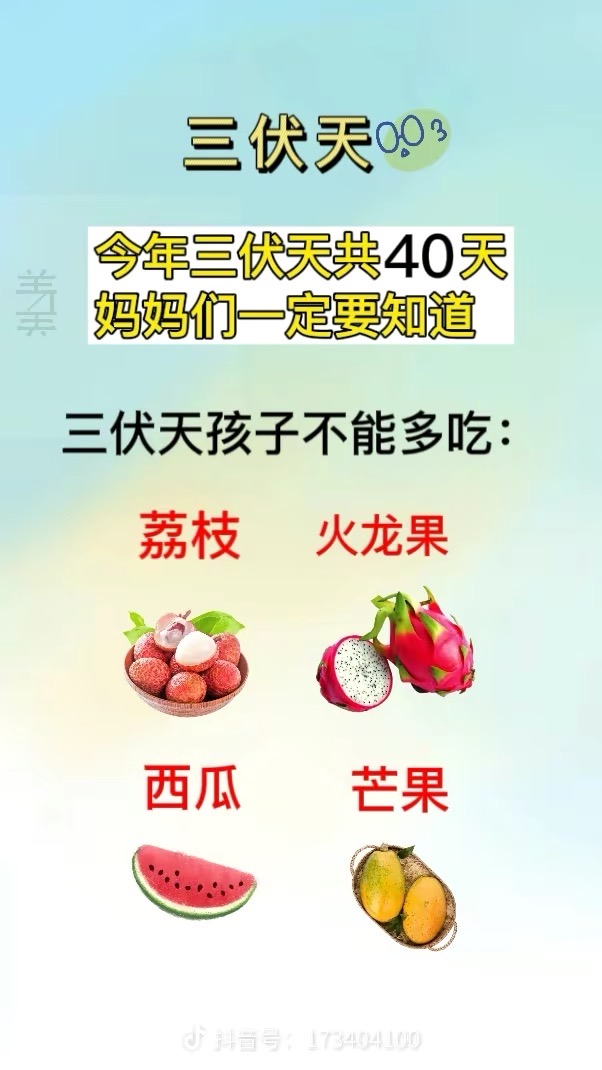 三伏天
今年三伏天共40天
妈妈们一定要知道
三伏天孩子不能多吃：
荔枝 火龙果
西瓜 芒果
抖音号：173404100